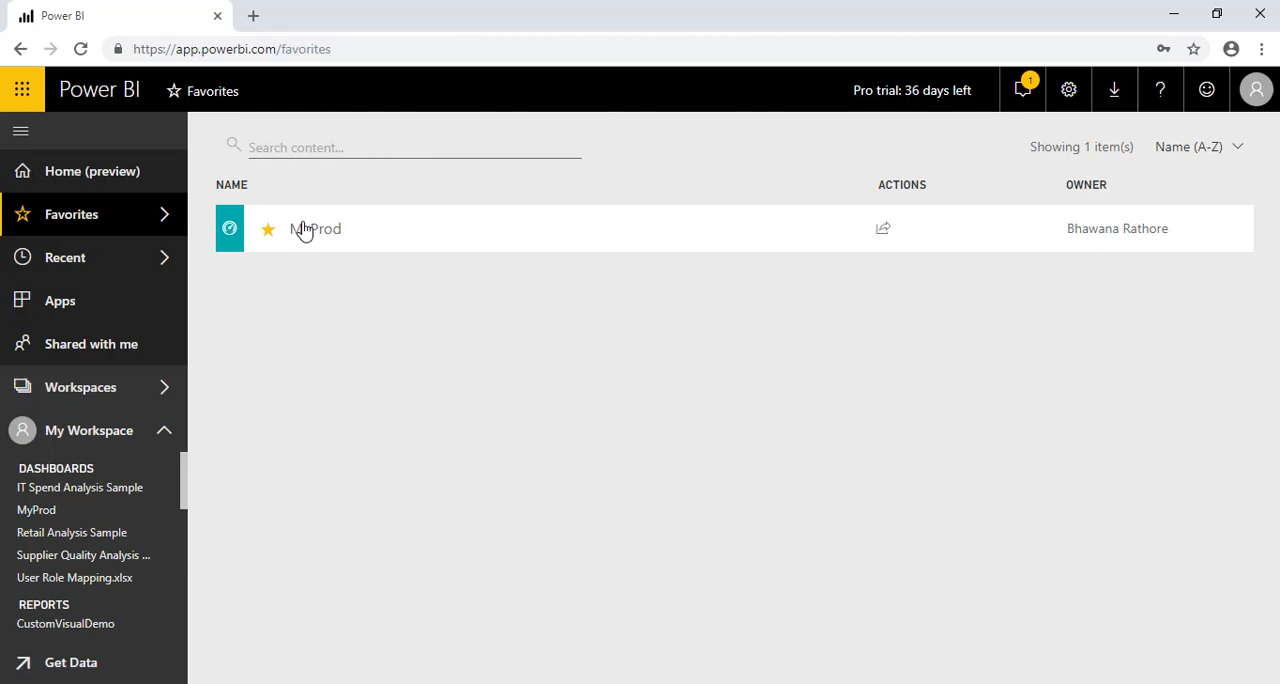 Power BI
https://app.powerbi.com/favorites
Power BI
Favorites
Pro trial: 36 days left
1
?
Home (preview)
Favorites
Recent
Apps
Shared with me
Workspaces
My Workspace
DASHBOARDS
IT Spend Analysis Sample
MyProd
Retail Analysis Sample
Supplier Quality Analysis ...
User Role Mapping.xlsx
REPORTS
CustomVisualDemo
Get Data
Search content...
Showing 1 item(s)
Name (A-Z)
NAME
ACTIONS
OWNER
MyProd
Bhawana Rathore